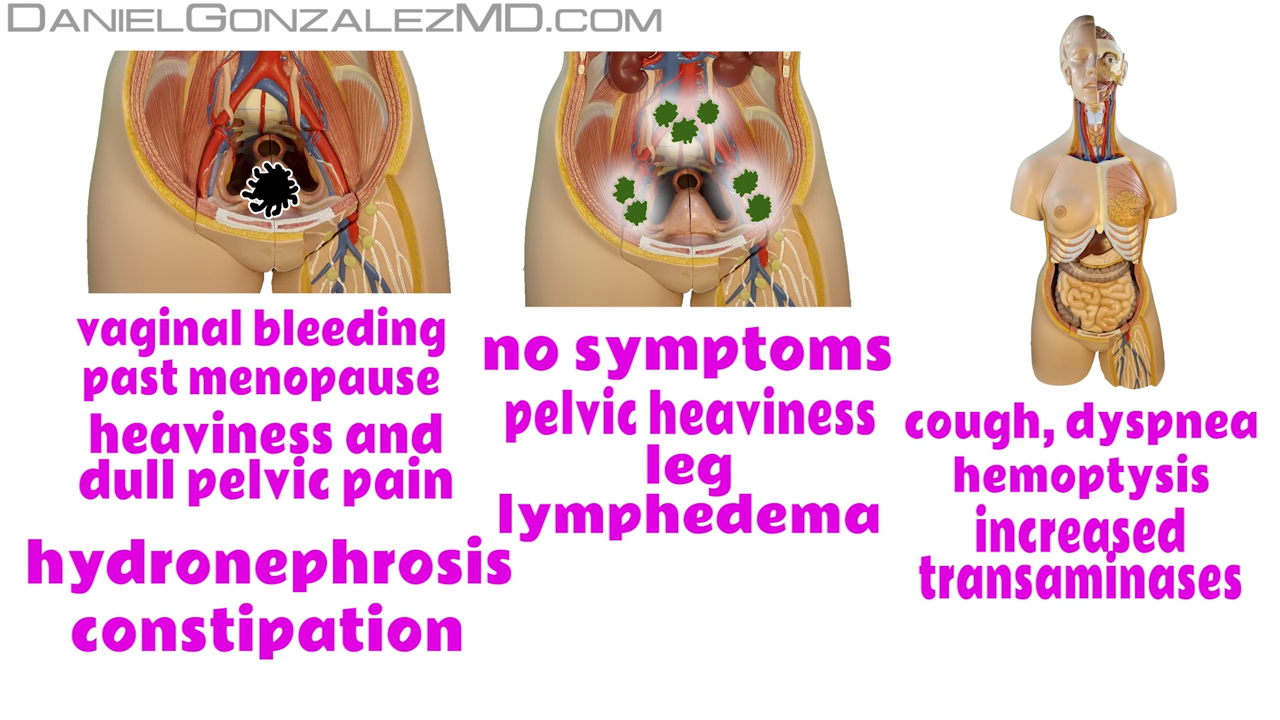 DANIELGONZALEZMD.COM
vaginal bleeding
past menopause
heaviness and
dull pelvic pain
hydronephrosis
constipation
no symptoms
pelvic heaviness
leg
lymphedema
cough, dyspnea
hemoptysis
increased
transaminases